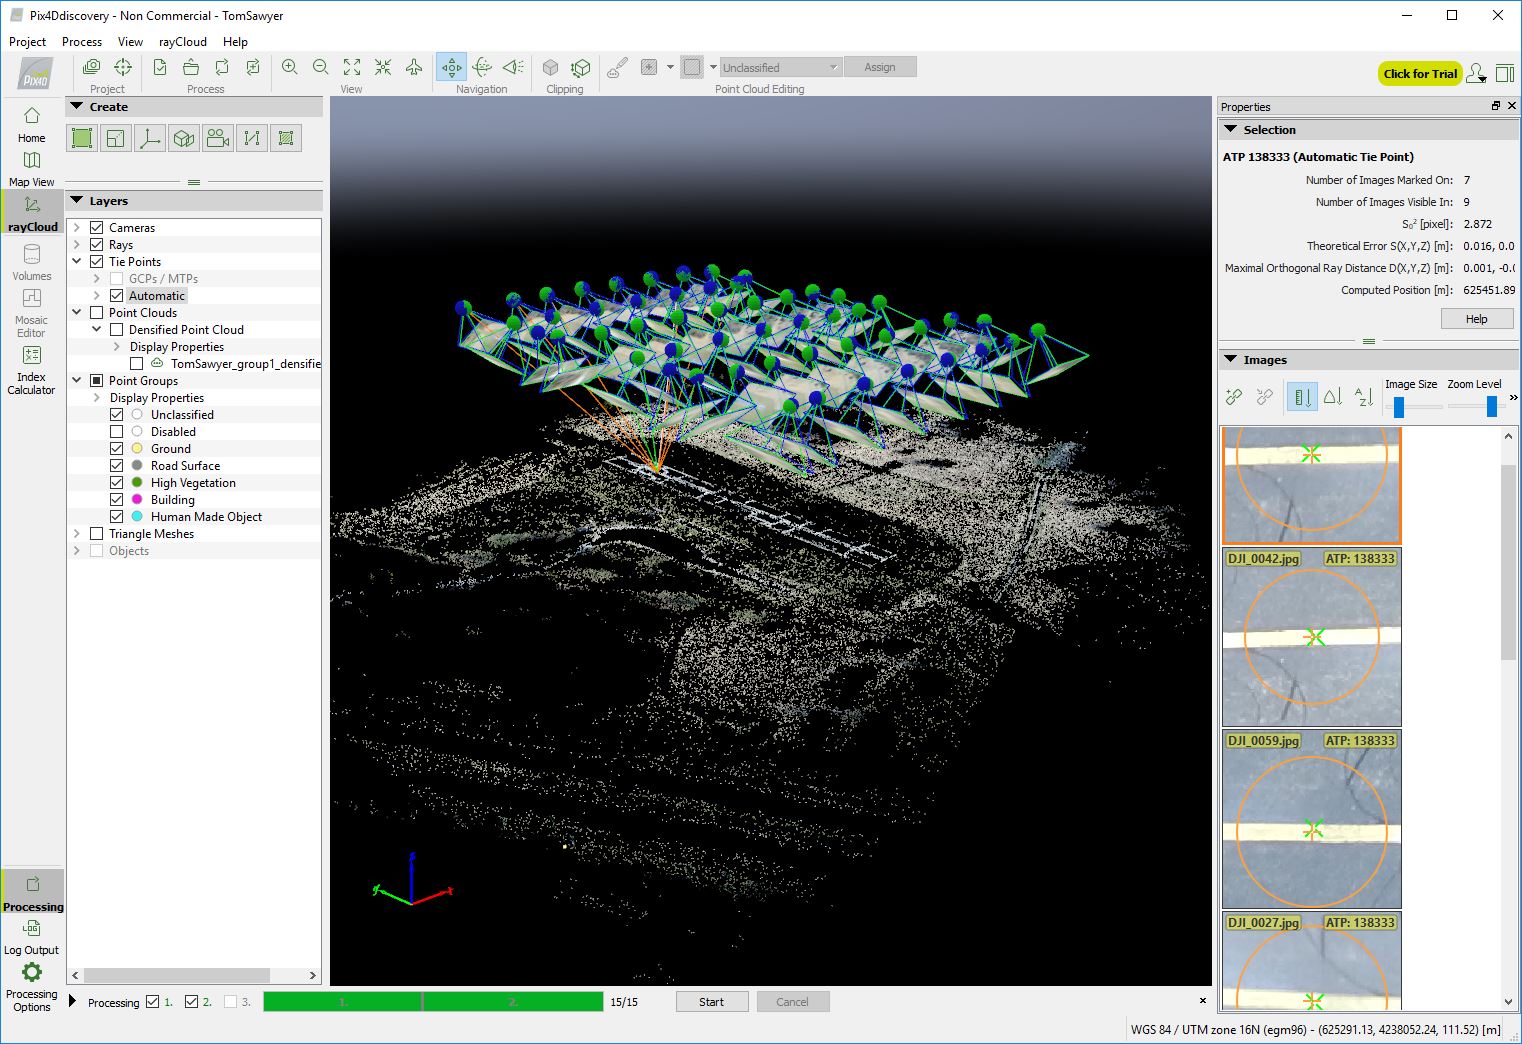 Pix4Ddiscovery - Non Commercial - TomSawyer
Project Process View rayCloud Help
PIX4D
Project
Process
View
Navigation
Clipping
Unclassified
Assign
Point Cloud Editing
Click for Trial
Home
Map View
rayCloud
Volumes
Mosaic
Editor
Index
Calculator
Processing
LOG
Log Output
Processing
Options
Create
Layers
Cameras
Rays
Tie Points
GCPs / MTPs
Automatic
Point Clouds
Densified Point Cloud
Display Properties
TomSawyer_group1_densifie
Point Groups
Display Properties
Unclassified
Disabled
Ground
Road Surface
High Vegetation
Building
Human Made Object
Triangle Meshes
Objects
z
y
x
Properties
Selection
ATP 138333 (Automatic Tie Point)
Number of Images Marked On: 7
Number of Images Visible In: 9
S₀² [pixel]: 2.872
Theoretical Error S(X,Y,Z) [m]: 0.016, 0.0
Maximal Orthogonal Ray Distance D(X,Y,Z) [m]: 0.001, -0.0
Computed Position [m]: 625451.89
Help
Images
A
Z
Image Size Zoom Level
DJI_0042.jpg ATP: 138333
DJI_0059.jpg ATP: 138333
DJI_0027.jpg ATP: 138333
Processing 1. 2. 3. 1. 2. 15/15 Start Cancel
WGS 84 / UTM zone 16N (egm96) - (625291.13, 4238052.24, 111.52) [m]